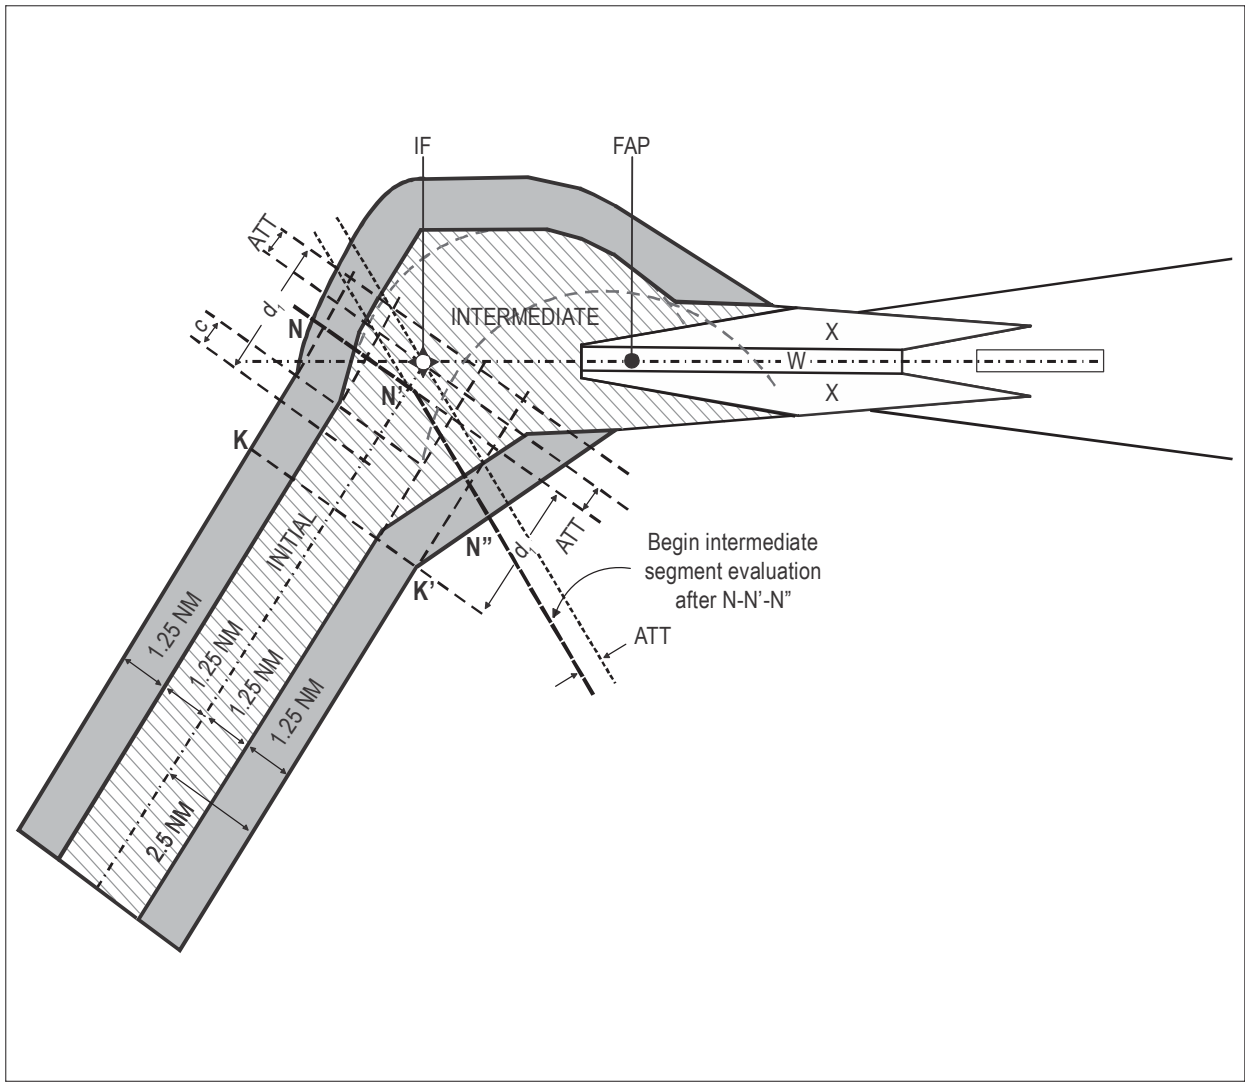 IF
FAP
ATT
d₁
c
N
INTERMEDIATE
X
W
X
N'
K
INITIAL
N"
d
ATT
K'
Begin intermediate
segment evaluation
after N-N'-N"
ATT
1.25 NM
1.25 NM
1.25 NM
1.25 NM
2.5 NM